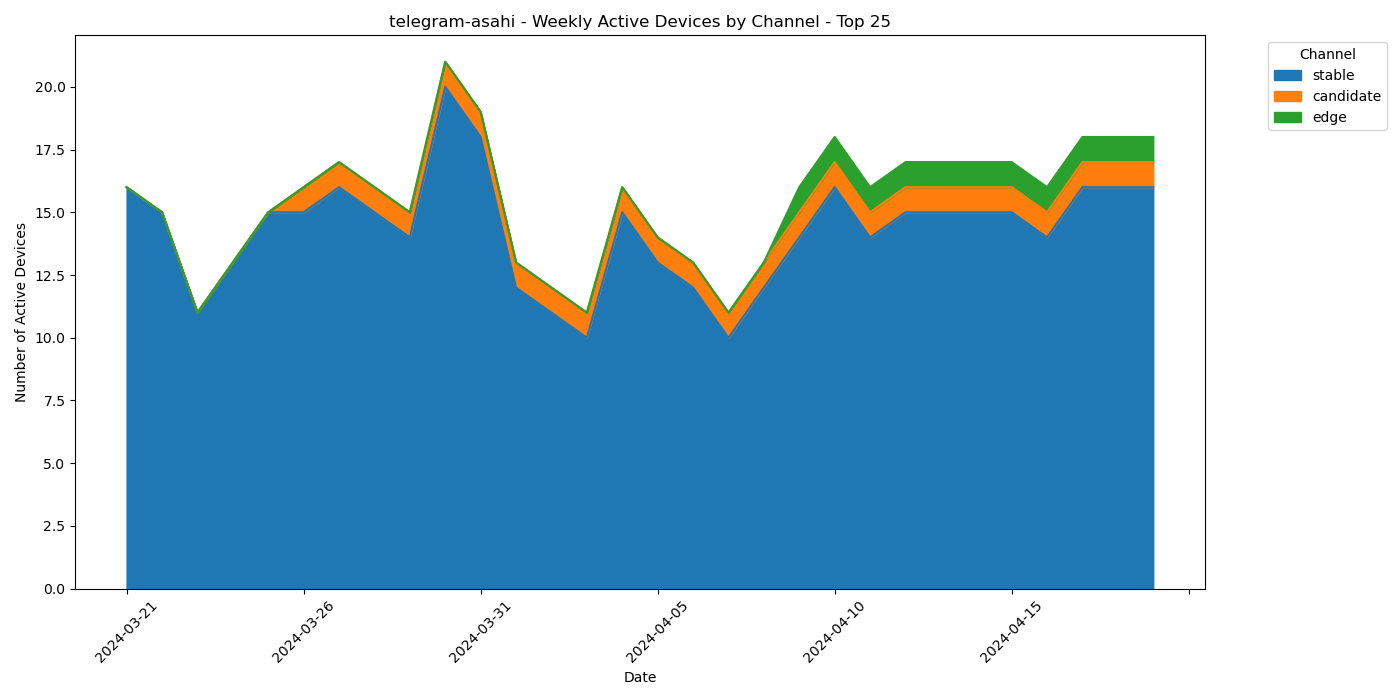 telegram-asahi - Weekly Active Devices by Channel - Top 25
Number of Active Devices
20.0
17.5
15.0
12.5
10.0
7.5
5.0
2.5
0.0
2024-03-21
2024-03-26
2024-03-31
2024-04-05
2024-04-10
2024-04-15
Date
Channel
stable
candidate
edge